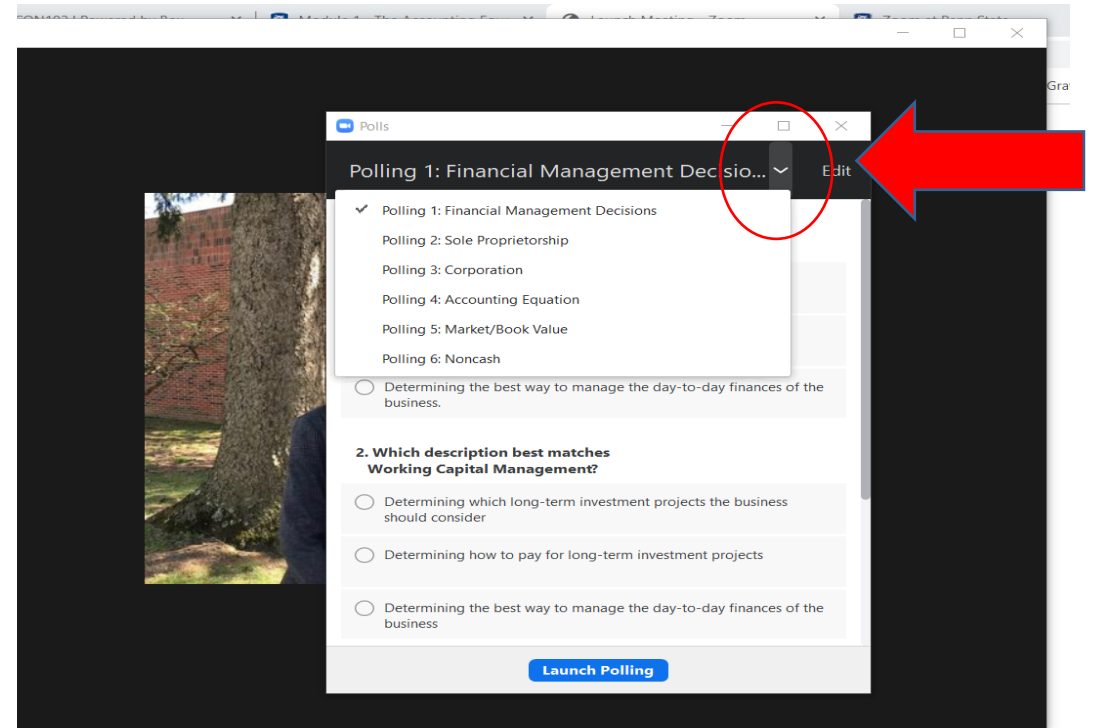 Module 1 - The Accounting Equ
Launch Meeting - Zoom
Zoom at Penn State
Gra
Polls
Polling 1: Financial Management Decisio...
Edit
Polling 1: Financial Management Decisions
Polling 2: Sole Proprietorship
Polling 3: Corporation
Polling 4: Accounting Equation
Polling 5: Market/Book Value
Polling 6: Noncash
Determining the best way to manage the day-to-day finances of the
business.
2. Which description best matches
Working Capital Management?
Determining which long-term investment projects the business
should consider
Determining how to pay for long-term investment projects
Determining the best way to manage the day-to-day finances of the
business
Launch Polling